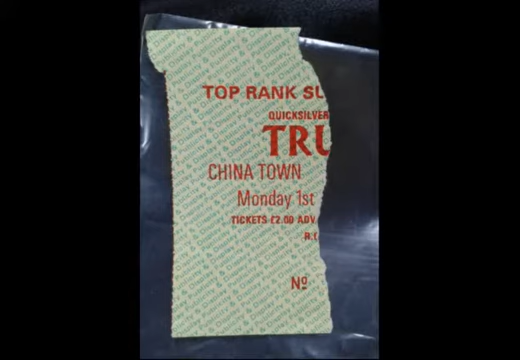 TOP RANK SU
QUICKSILVER
TRU
CHINA TOWN
Monday 1st
TICKETS £2.00 ADV
R.(
Nº